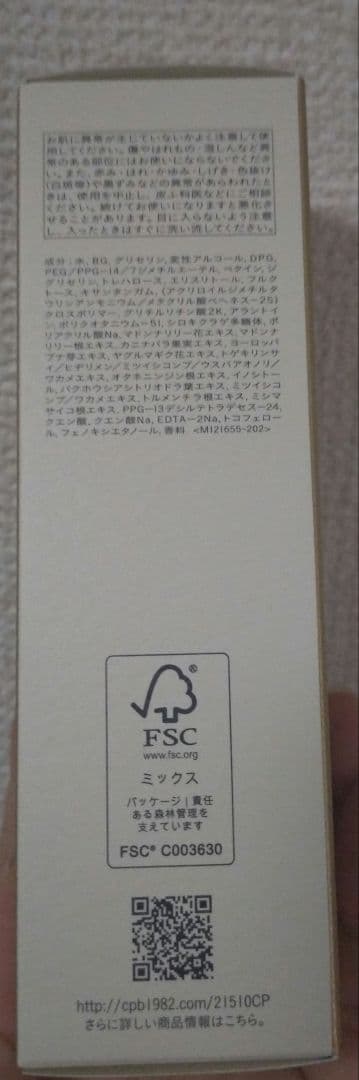 お肌に異常が生じていないかよく注意して使
用してください。傷やはれもの・湿しんなど異
常のある部位にはお使いにならないでくださ
い。また、赤み・はれ・かゆみ・しげき・色抜け
(白斑等)や黒ずみなどの異常があらわれたと
きは、使用を中止し、皮ふ科医などにご相談
ください。続けてお使いになりますと悪化さ
せることがあります。目に入らないよう注意
し、入ったときはすぐに洗い流してください。
成分:水, BG, グリセリン, 変性アルコール, DPG,
PEG/PPG-14/7ジメチルエーテル, ベタイン, ジ
グリセリン, トレハロース, エリスリトール, フルク
トース, キサンタンガム, (アクリロイルジメチルタ
ウリンアンモニウム/メタクリル酸ベヘネス-25)
クロスポリマー, グリチルリチン酸2K, アラントイ
ン, ポリクオタニウム-51, シロキクラゲ多糖体, ポ
リアクリル酸Na, マドンナリリー花エキス, マドンナ
リリー根エキス, カニナバラ果実エキス, ヨーロッパ
ブナ芽エキス, ヤグルマギク花エキス, トゲキリンサ
イ/ヒヂリメン/ミツイシコンブ/ウスバアオノリ/
ワカメエキス, オタネニンジン根エキス, イノシトー
ル, バクホウシアシトリオドラ葉エキス, ミツイシコ
ンブ/ワカメエキス, トルメンチラ根エキス, ミシマ
サイコ根エキス, PPG-13デシルテトラデセス-24,
クエン酸, クエン酸Na, EDTA-2Na, トコフェロー
ル, フェノキシエタノール, 香料 <M121655-202>
®
FSC
www.fsc.org
ミックス
パッケージ|責任
ある森林管理を
支えています
FSC® C003630
http://cpb1982.com/21510CP
さらに詳しい商品情報はこちら。